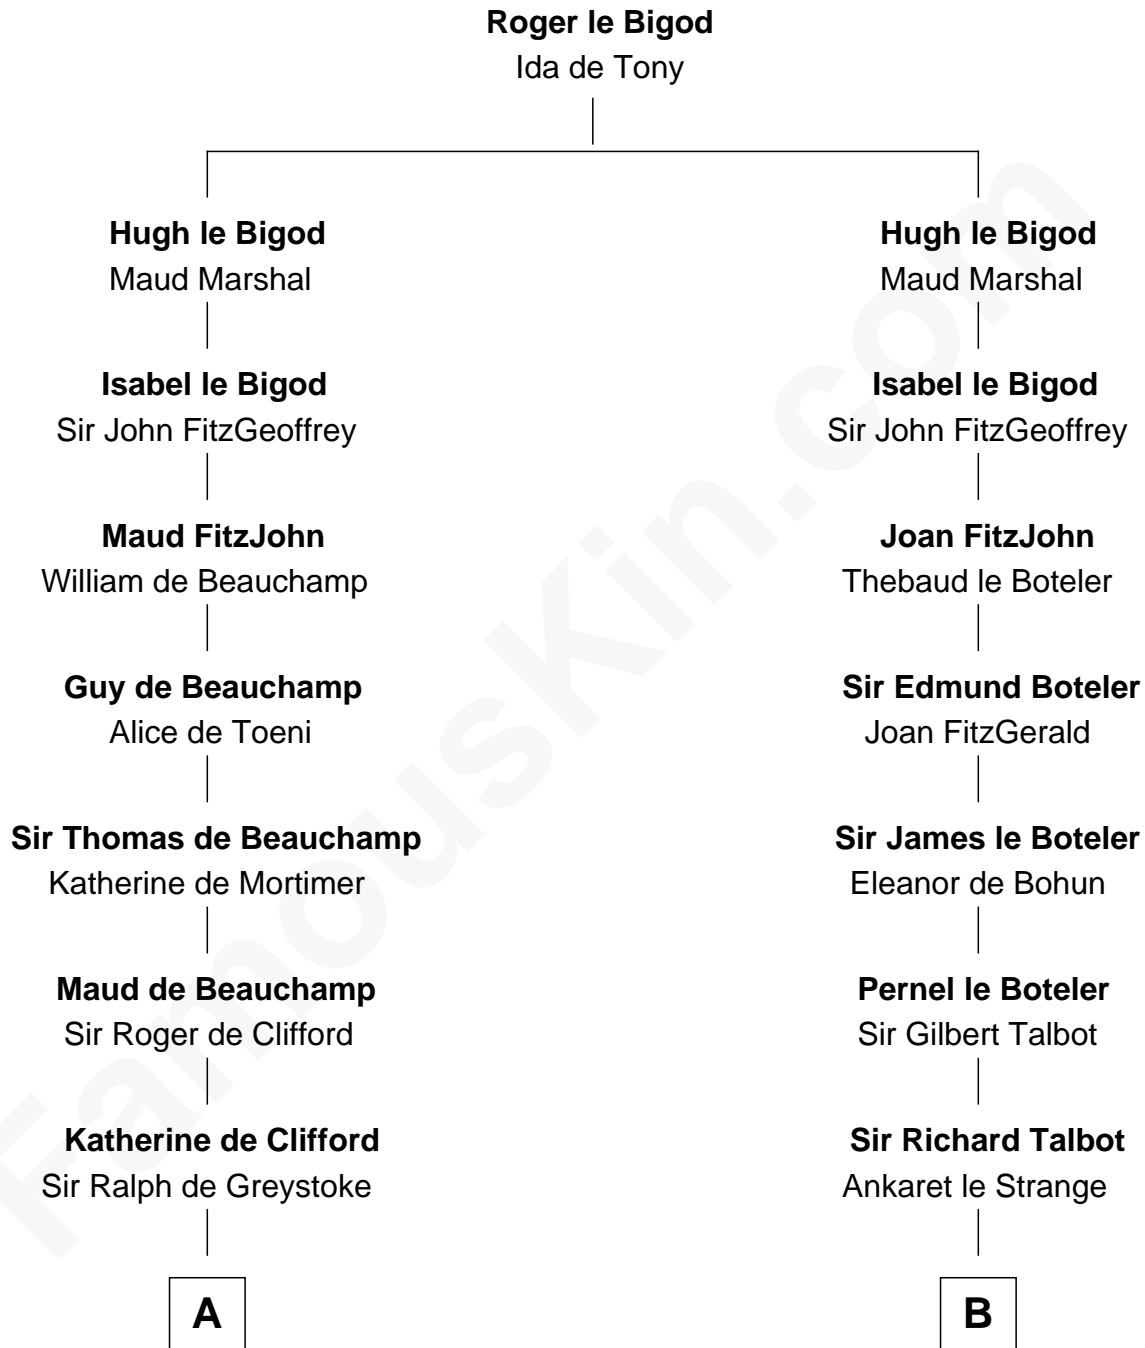 Roger le Bigod
Ida de Tony
Hugh le Bigod
Maud Marshal
Hugh le Bigod
Maud Marshal
Isabel le Bigod
Sir John FitzGeoffrey
Isabel le Bigod
Sir John FitzGeoffrey
Maud FitzJohn
William de Beauchamp
Joan FitzJohn
Thebaud le Boteler
Guy de Beauchamp
Alice de Toeni
Sir Edmund Boteler
Joan FitzGerald
Sir Thomas de Beauchamp
Katherine de Mortimer
Sir James le Boteler
Eleanor de Bohun
Maud de Beauchamp
Sir Roger de Clifford
Pernel le Boteler
Sir Gilbert Talbot
Katherine de Clifford
Sir Ralph de Greystoke
Sir Richard Talbot
Ankaret le Strange
A
B
FamousKin.com